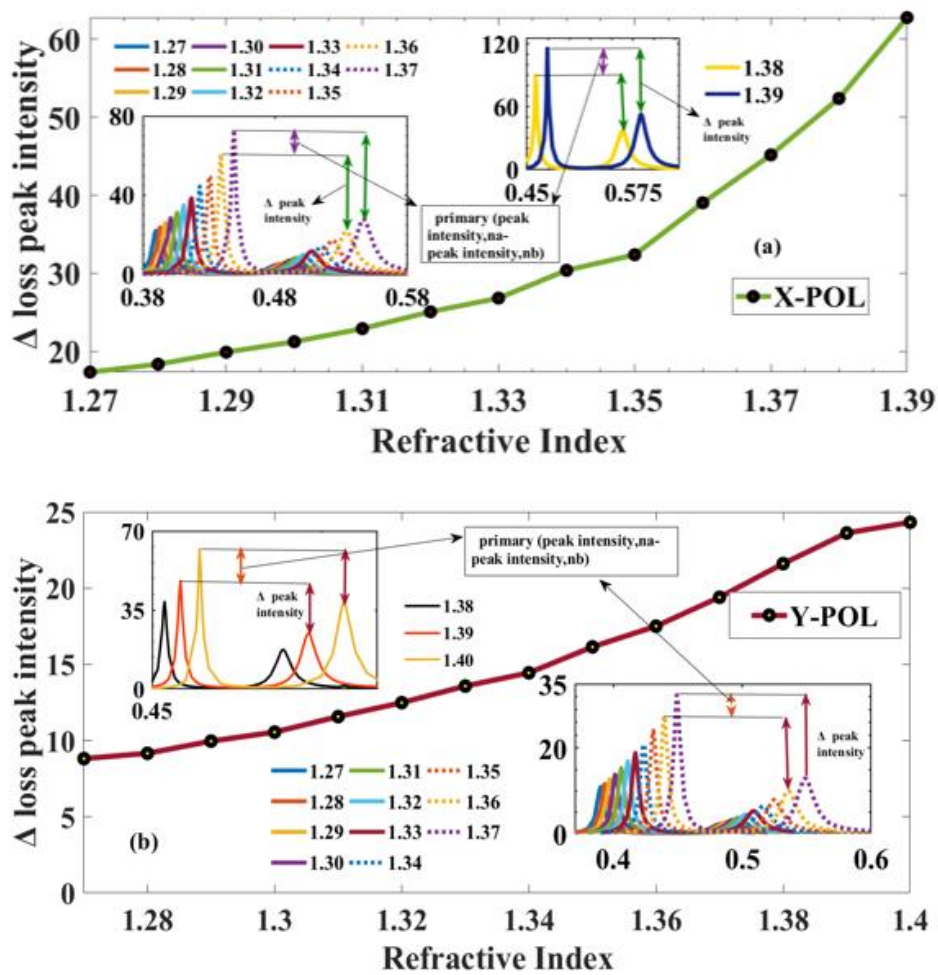 Δ loss peak intensity
60
50
40
30
20
1.27
1.29
1.31
1.33
1.35
1.37
1.39
Refractive Index
1.27 1.30 1.33 1.36
1.28 1.31 1.34 1.37
1.29 1.32 1.35
80
40
0
0.38
0.48
0.58
Δ peak
intensity
primary (peak
intensity,na-
peak intensity,nb)
120
60
0
0.45
0.575
1.38
1.39
Δ peak
intensity
(a)
X-POL
Δ loss peak intensity
25
20
15
10
5
0
1.28
1.3
1.32
1.34
1.36
1.38
1.4
Refractive Index
70
35
0
0.45
Δ peak
intensity
1.38
1.39
1.40
primary (peak intensity,na-
peak intensity,nb)
Y-POL
35
20
0
0.4
0.5
0.6
Δ peak
intensity
1.27 1.31 1.35
1.28 1.32 1.36
1.29 1.33 1.37
1.30 1.34
(b)